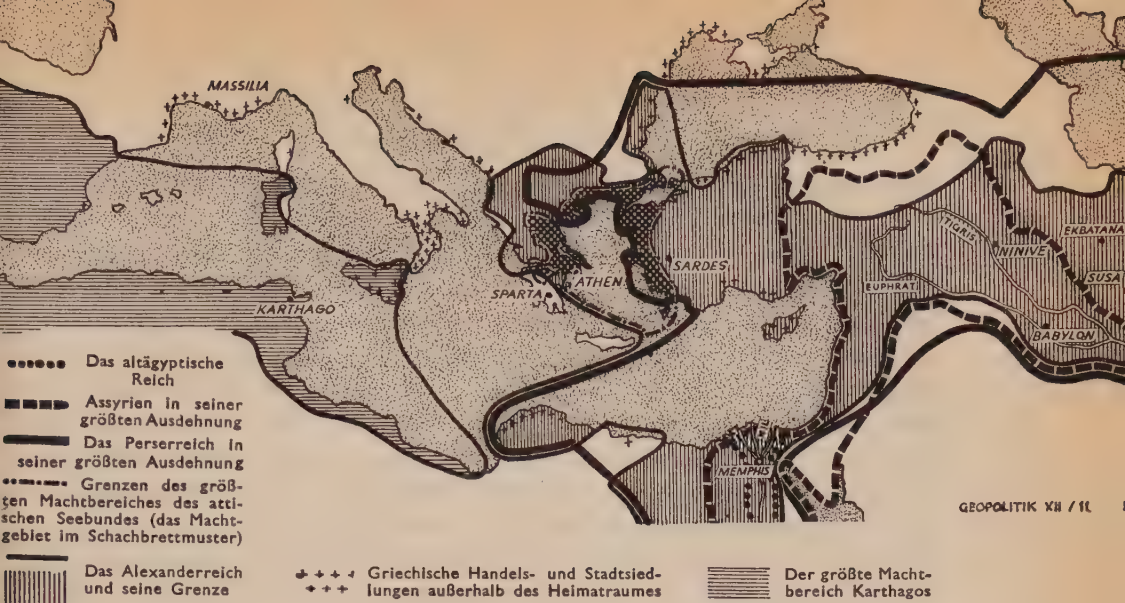 MASSILIA
KARTHAGO
SPARTA
ATHEN
SARDES
MEMPHIS
TIGRIS
EUPHRAT
NINIVE
EKBATANA
SUSA
BABYLON
Das altägyptische
Reich
Assyrien in seiner
größten Ausdehnung
Das Perserreich in
seiner größten Ausdehnung
Grenzen des größ-
ten Machtbereiches des atti-
schen Seebundes (das Macht-
gebiet im Schachbrettmuster)
Das Alexanderreich
und seine Grenze
Griechische Handels- und Stadtsied-
lungen außerhalb des Heimatraumes
Der größte Macht-
bereich Karthagos
GEOPOLITIK XII /